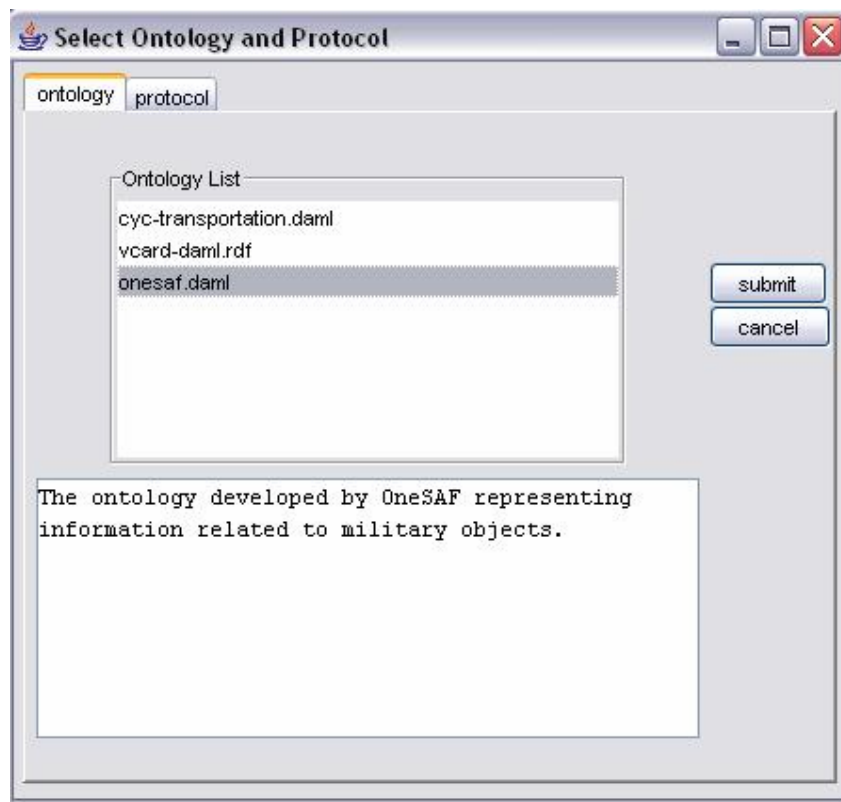 Select Ontology and Protocol
ontology protocol
Ontology List
cyc-transportation.daml
vcard-daml.rdf
onesaf.daml
submit
cancel
The ontology developed by OneSAF representing
information related to military objects.